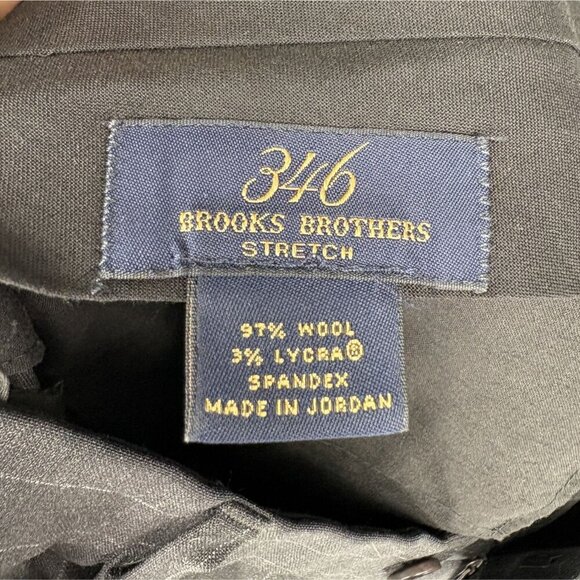 346
BROOKS BROTHERS
STRETCH
97% WOOL
3% LYCRA®
SPANDEX
MADE IN JORDAN